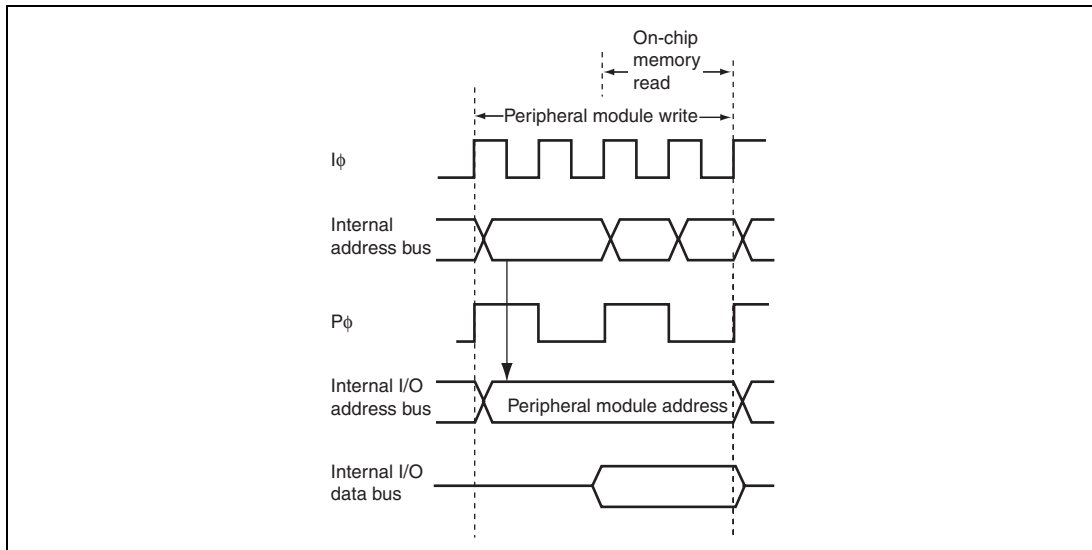 On-chip
memory
read
Peripheral module write
Iϕ
Internal
address bus
Pϕ
Internal I/O
address bus
Peripheral module address
Internal I/O
data bus